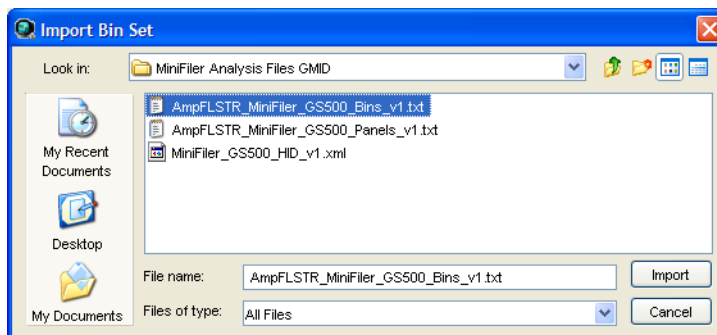 Import Bin Set
Look in: MiniFiler Analysis Files GMID
My Recent
Documents
Desktop
My Documents
AmpFLSTR_MiniFiler_GS500_Bins_v1.txt
AmpFLSTR_MiniFiler_GS500_Panels_v1.txt
MiniFiler_GS500_HID_v1.xml
File name: AmpFLSTR_MiniFiler_GS500_Bins_v1.txt Import
Files of type: All Files Cancel